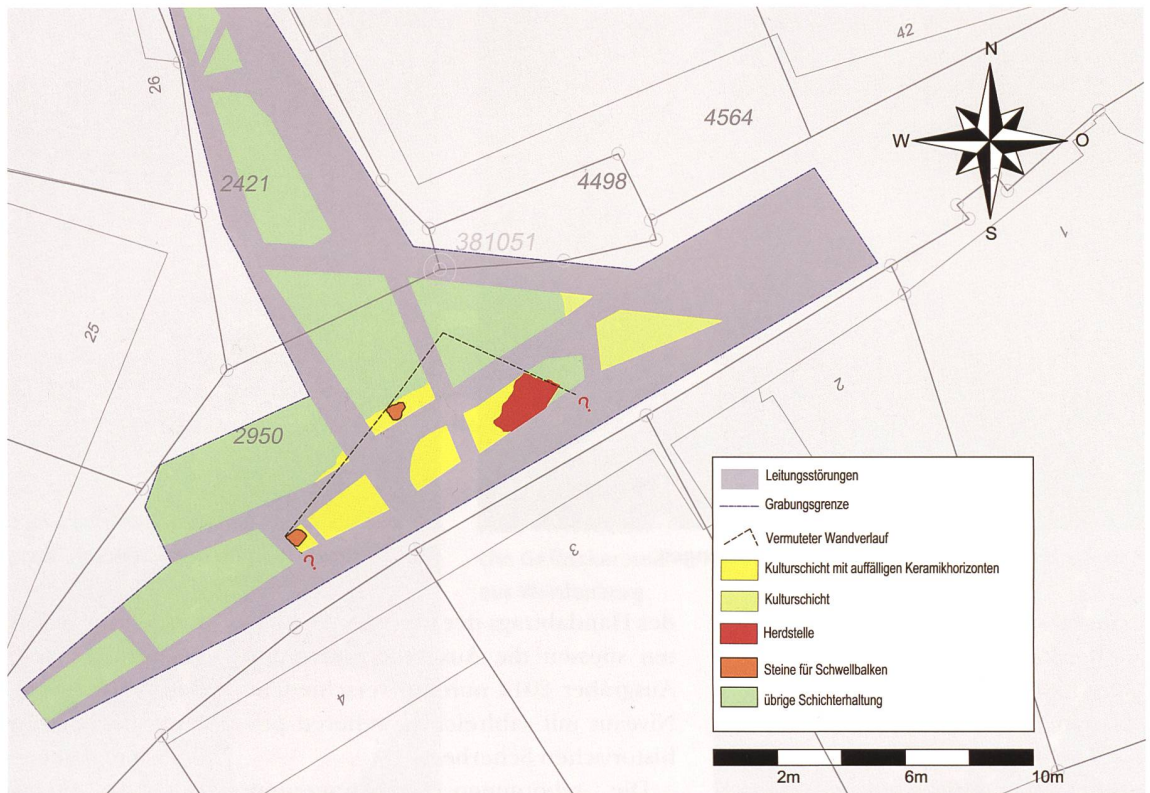 42
26
4564
N
W
O
S
2421
4498
381051
1
25
2
2950
?
?
3
4
Leitungsstörungen
Grabungsgrenze
Vermuteter Wandverlauf
Kulturschicht mit auffälligen Keramikhorizonten
Kulturschicht
Herdstelle
Steine für Schwellbalken
übrige Schichterhaltung
2m
6m
10m